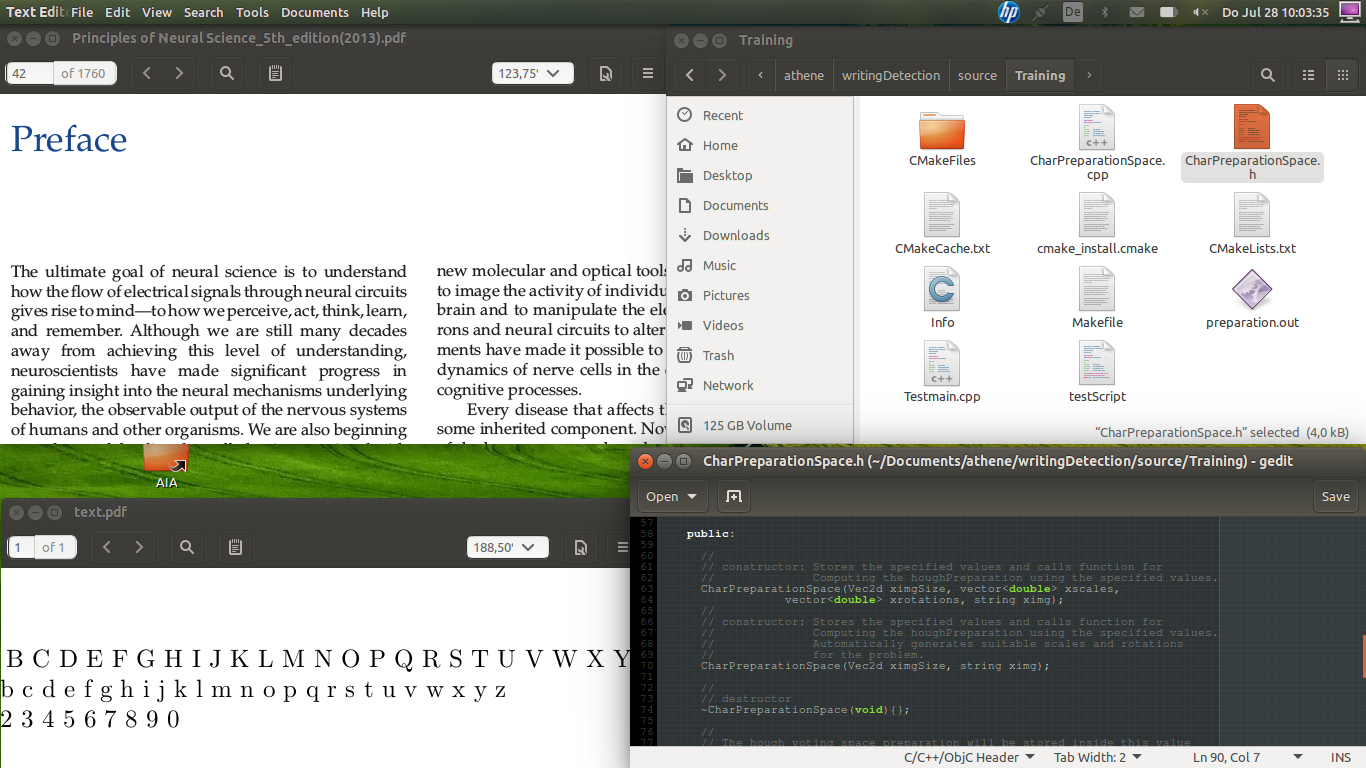 Text Edit File Edit View Search Tools Documents Help
De
Do Jul 28 10:03:35
Principles of Neural Science_5th_edition(2013).pdf
42 of 1760
123,75%
Preface
The ultimate goal of neural science is to understand
how the flow of electrical signals through neural circuits
gives rise to mind—to how we perceive, act, think, learn,
and remember. Although we are still many decades
away from achieving this level of understanding,
neuroscientists have made significant progress in
gaining insight into the neural mechanisms underlying
behavior, the observable output of the nervous systems
of humans and other organisms. We are also beginning
new molecular and optical tools
to image the activity of
brain and to manipulate the
rons and neural circuits to alter
ments have made it possible to
dynamics of nerve cells in the
cognitive processes.
Every disease that affects
some inherited component.
Training
athene writingDetection source Training
Recent
Home
Desktop
Documents
Downloads
Music
Pictures
Videos
Trash
Network
125 GB Volume
CMakeFiles
CharPreparationSpace.
cpp
CharPreparationSpace.
h
CMakeCache.txt
cmake_install.cmake
CMakeLists.txt
Info
Makefile
preparation.out
Testmain.cpp
testScript
“CharPreparationSpace.h” selected (4,0 kB)
AIA
text.pdf
1 of 1
188,50%
B C D E F G H I J K L M N O P Q R S T U V W X Y
b c d e f g h i j k l m n o p q r s t u v w x y z
2 3 4 5 6 7 8 9 0
CharPreparationSpace.h (~/Documents/athene/writingDetection/source/Training) - gedit
Open
Save
57
58 public:
59
60 //
61 // constructor: Stores the specified values and calls function for
62 // Computing the houghPreparation using the specified values.
63 CharPreparationSpace(Vec2d ximgSize, vector<double> xscales,
64 vector<double> xrotations, string ximg);
65 //
66 // constructor: Stores the specified values and calls function for
67 // Computing the houghPreparation using the specified values.
68 // Automatically generates suitable scales and rotations
69 // for the problem.
70 CharPreparationSpace(Vec2d ximgSize, string ximg);
71
72 //
73 // destructor
74 ~CharPreparationSpace(void){};
75
76 //
77 // The hough voting space preparation will be stored inside this value
C/C++/ObjC Header Tab Width: 2 Ln 90, Col 7 INS